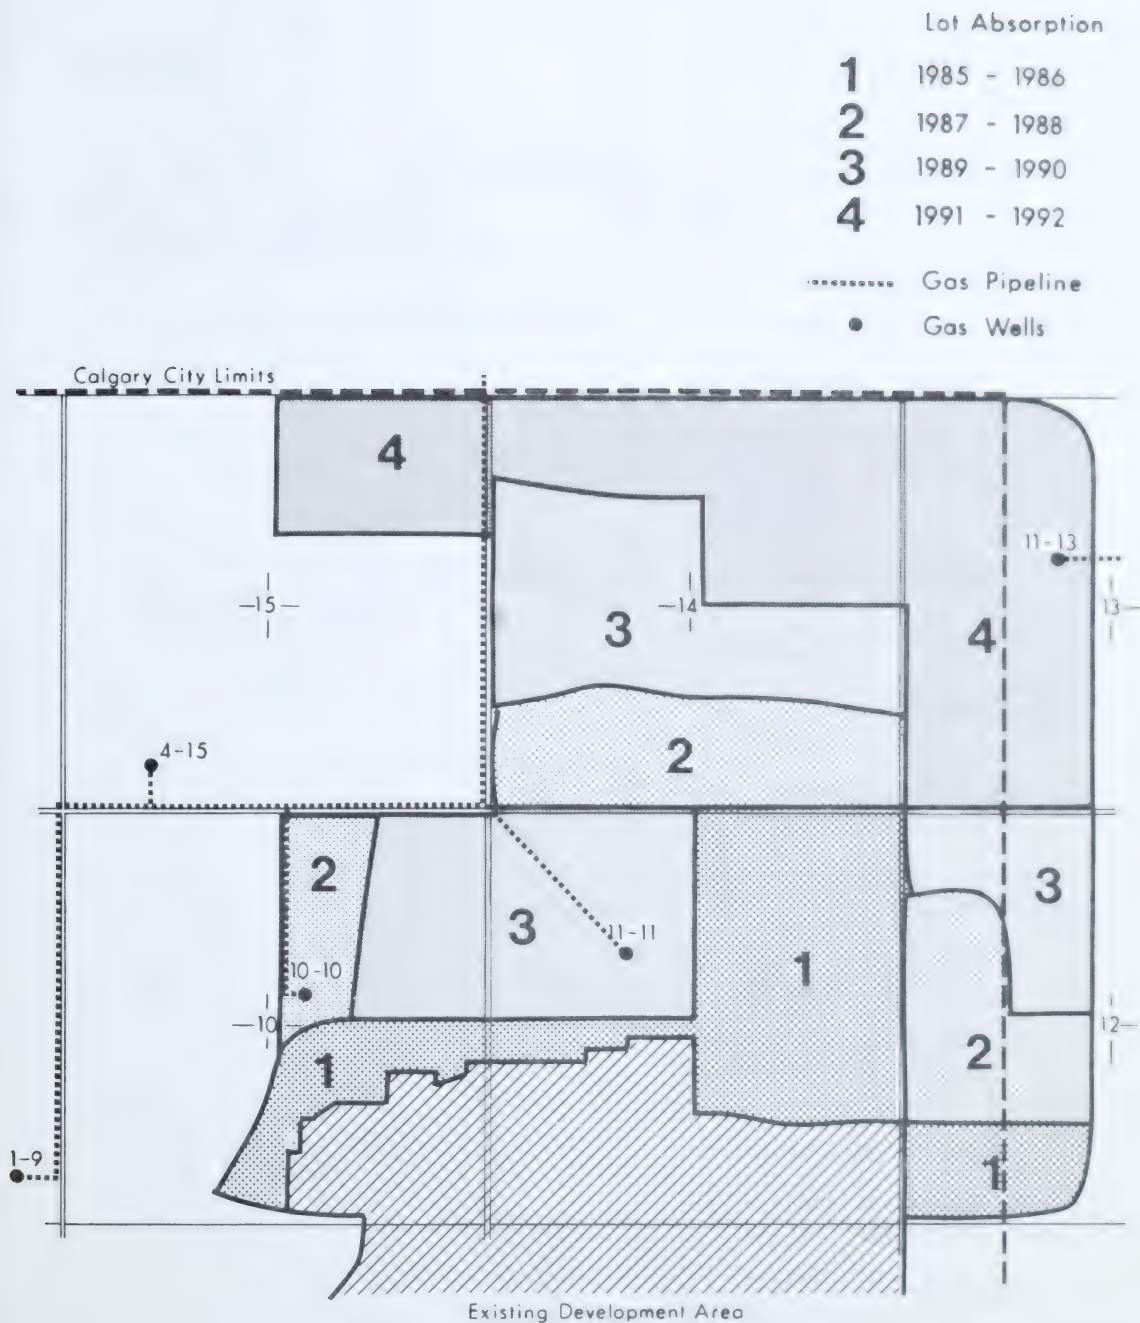 Lot Absorption
1 1985 - 1986
2 1987 - 1988
3 1989 - 1990
4 1991 - 1992
Gas Pipeline
Gas Wells
Calgary City Limits
4
11-13
15
14
13
3
4
4-15
2
2
3
3
11-11
1
10-10
10
12
1
2
1-9
1
Existing Development Area